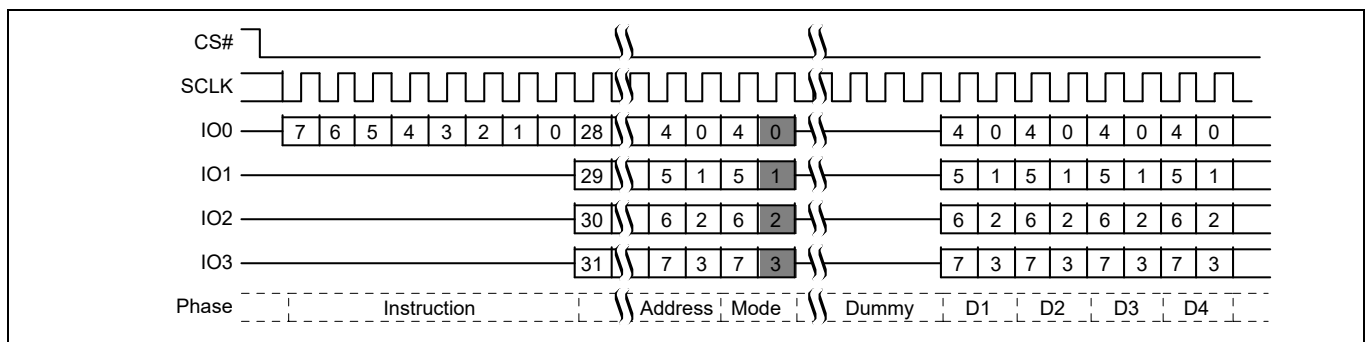 CS#
SCLK
IO0 7 6 5 4 3 2 1 0 28 4 0 4 0 4 0 4 0 4 0 4 0
IO1 29 5 1 5 1 5 1 5 1 5 1 5 1
IO2 30 6 2 6 2 6 2 6 2 6 2 6 2
IO3 31 7 3 7 3 7 3 7 3 7 3 7 3
Phase Instruction Address Mode Dummy D1 D2 D3 D4